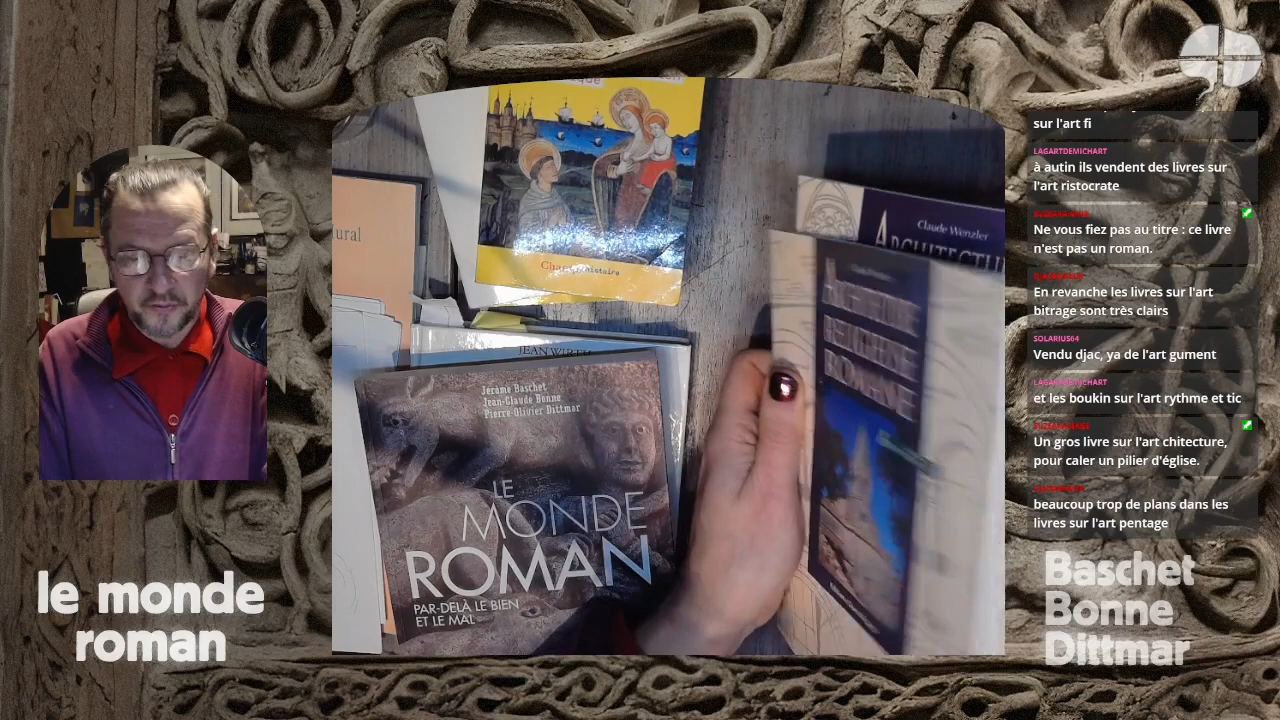 le monde
roman
ural
Jérôme Baschet
Jean-Claude Bonne
Pierre-Olivier Dittmar
LE
MONDE
ROMAN
PAR-DELÀ LE BIEN
ET LE MAL
Claude Wenzler
ROMANE
sur l'art fi
LAGARTDEMICHART
à autin ils vendent des livres sur
l'art ristocrate
Ne vous fiez pas au titre : ce livre
n'est pas un roman.
En revanche les livres sur l'art
bitrage sont très clairs
SOLARIUS64
Vendu djac, ya de l'art gument
LAGARTDEMICHART
et les boukin sur l'art rythme et tic
Un gros livre sur l'art chitecture,
pour caler un pilier d'église.
beaucoup trop de plans dans les
livres sur l'art pentage
Baschet
Bonne
Dittmar